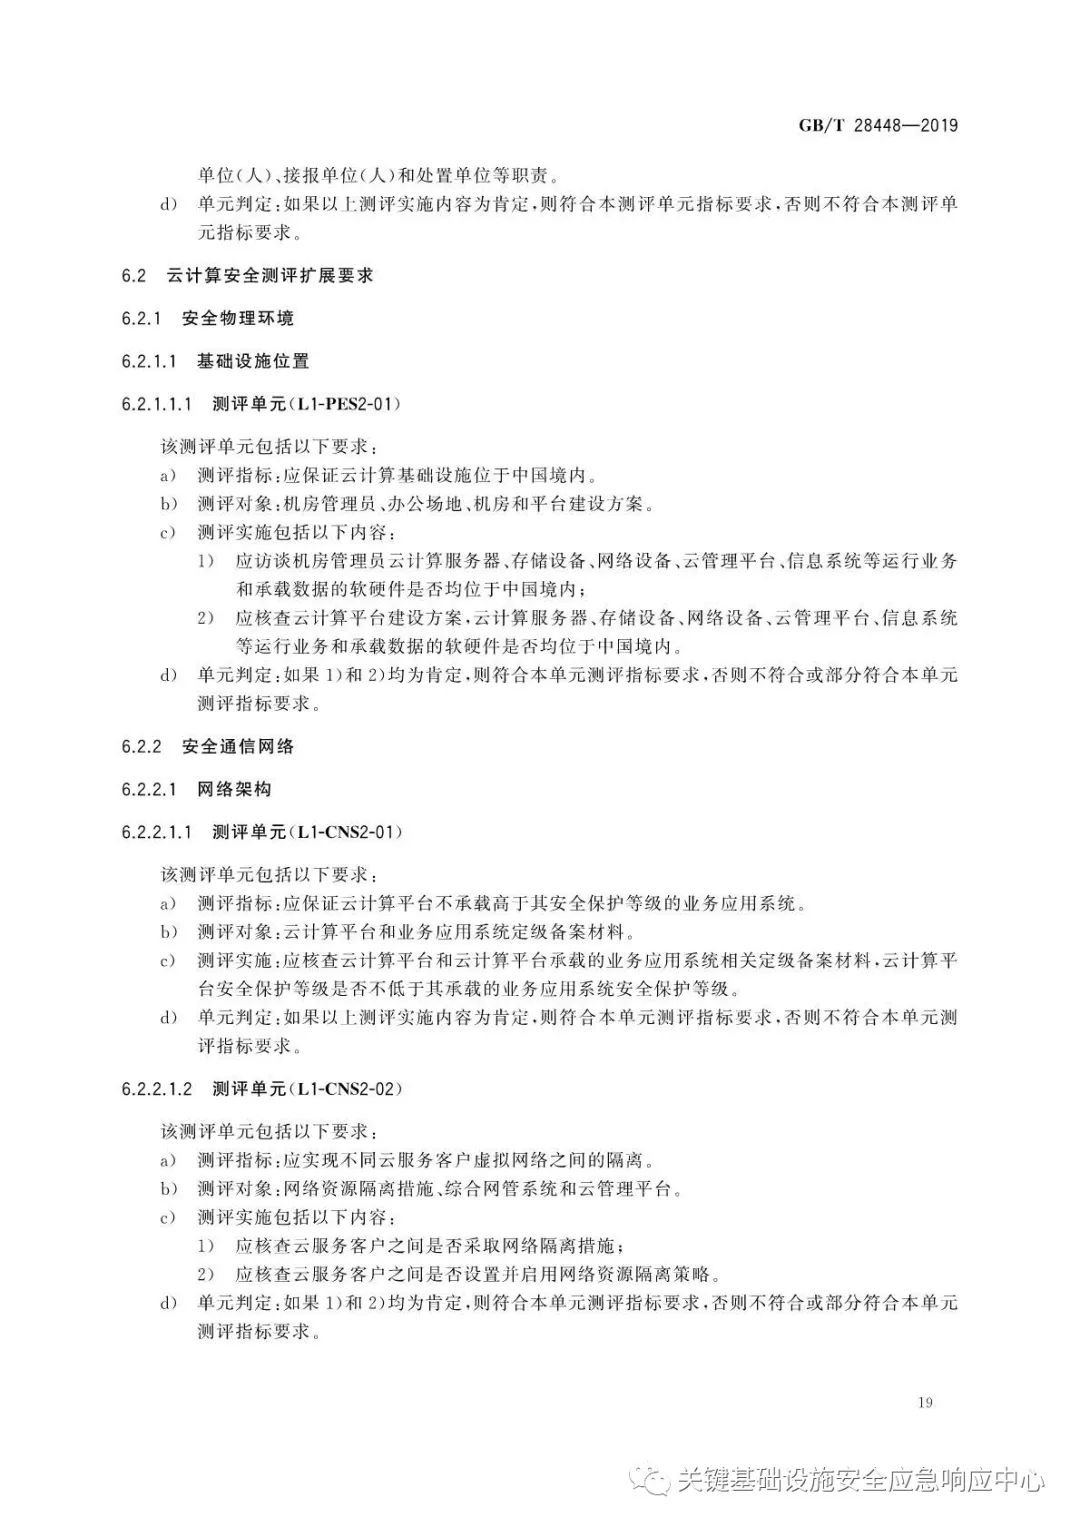 GB/T 28448—2019
单位(人)、接报单位(人)和处置单位等职责。
d) 单元判定:如果以上测评实施内容为肯定,则符合本测评单元指标要求,否则不符合本测评单
元指标要求。
6.2 云计算安全测评扩展要求
6.2.1 安全物理环境
6.2.1.1 基础设施位置
6.2.1.1.1 测评单元(L1-PES2-01)
该测评单元包括以下要求:
a) 测评指标:应保证云计算基础设施位于中国境内。
b) 测评对象:机房管理员、办公场地、机房和平台建设方案。
c) 测评实施包括以下内容:
1) 应访谈机房管理员云计算服务器、存储设备、网络设备、云管理平台、信息系统等运行业务
和承载数据的软硬件是否均位于中国境内;
2) 应核查云计算平台建设方案,云计算服务器、存储设备、网络设备、云管理平台、信息系统
等运行业务和承载数据的软硬件是否均位于中国境内。
d) 单元判定:如果1)和2)均为肯定,则符合本单元测评指标要求,否则不符合或部分符合本单元
测评指标要求。
6.2.2 安全通信网络
6.2.2.1 网络架构
6.2.2.1.1 测评单元(L1-CNS2-01)
该测评单元包括以下要求:
a) 测评指标:应保证云计算平台不承载高于其安全保护等级的业务应用系统。
b) 测评对象:云计算平台和业务应用系统定级备案材料。
c) 测评实施:应核查云计算平台和云计算平台承载的业务应用系统相关定级备案材料,云计算平
台安全保护等级是否不低于其承载的业务应用系统安全保护等级。
d) 单元判定:如果以上测评实施内容为肯定,则符合本单元测评指标要求,否则不符合本单元测
评指标要求。
6.2.2.1.2 测评单元(L1-CNS2-02)
该测评单元包括以下要求:
a) 测评指标:应实现不同云服务客户虚拟网络之间的隔离。
b) 测评对象:网络资源隔离措施、综合网管系统和云管理平台。
c) 测评实施包括以下内容:
1) 应核查云服务客户之间是否采取网络隔离措施;
2) 应核查云服务客户之间是否设置并启用网络资源隔离策略。
d) 单元判定:如果1)和2)均为肯定,则符合本单元测评指标要求,否则不符合或部分符合本单元
测评指标要求。
19
关键基础设施安全应急响应中心